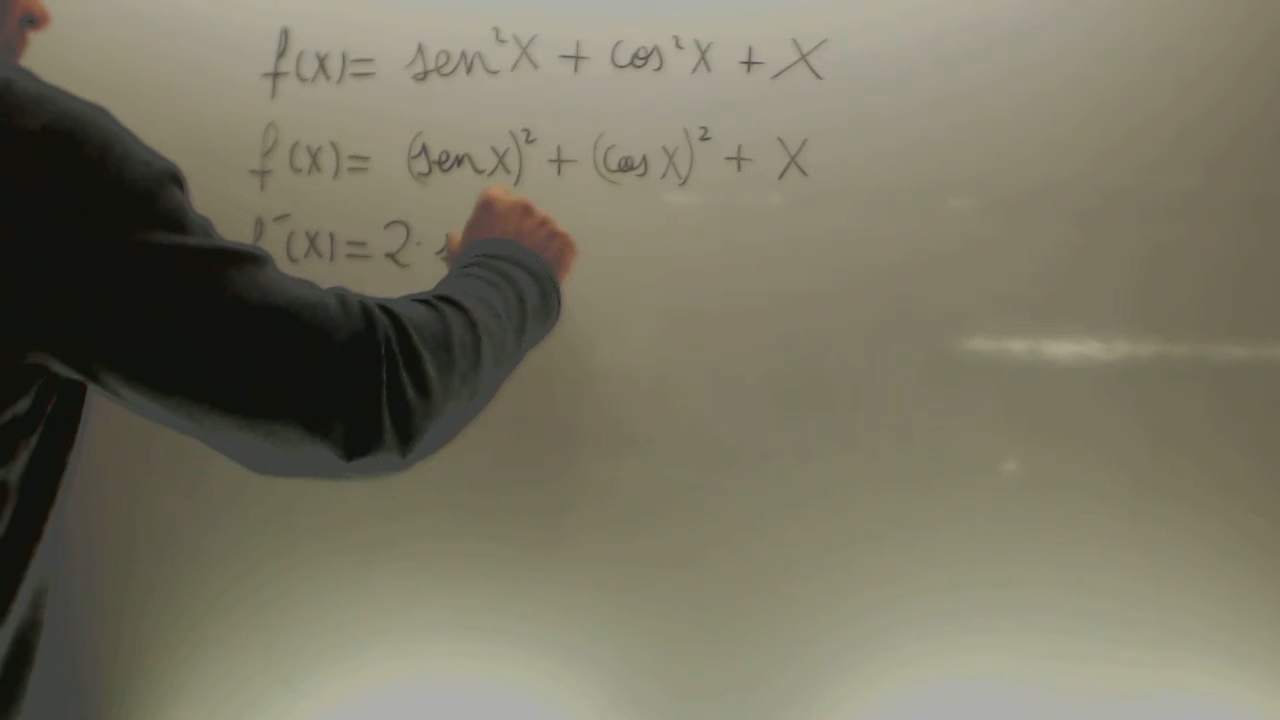 f(x)= sen²x + cos²x + x
f(x)= (sen x)² + (cos x)² + x
f'(x)= 2·